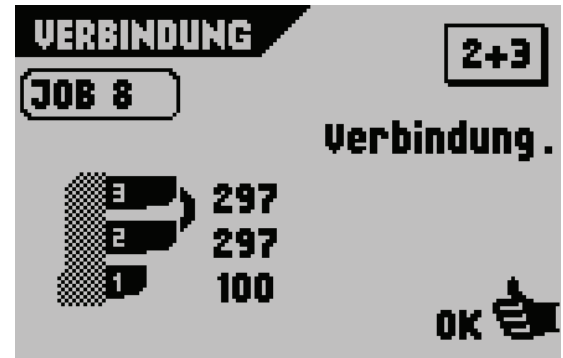 VERBINDUNG
2+3
JOB 8
Verbindung.
3 297
2 297
1 100
OK